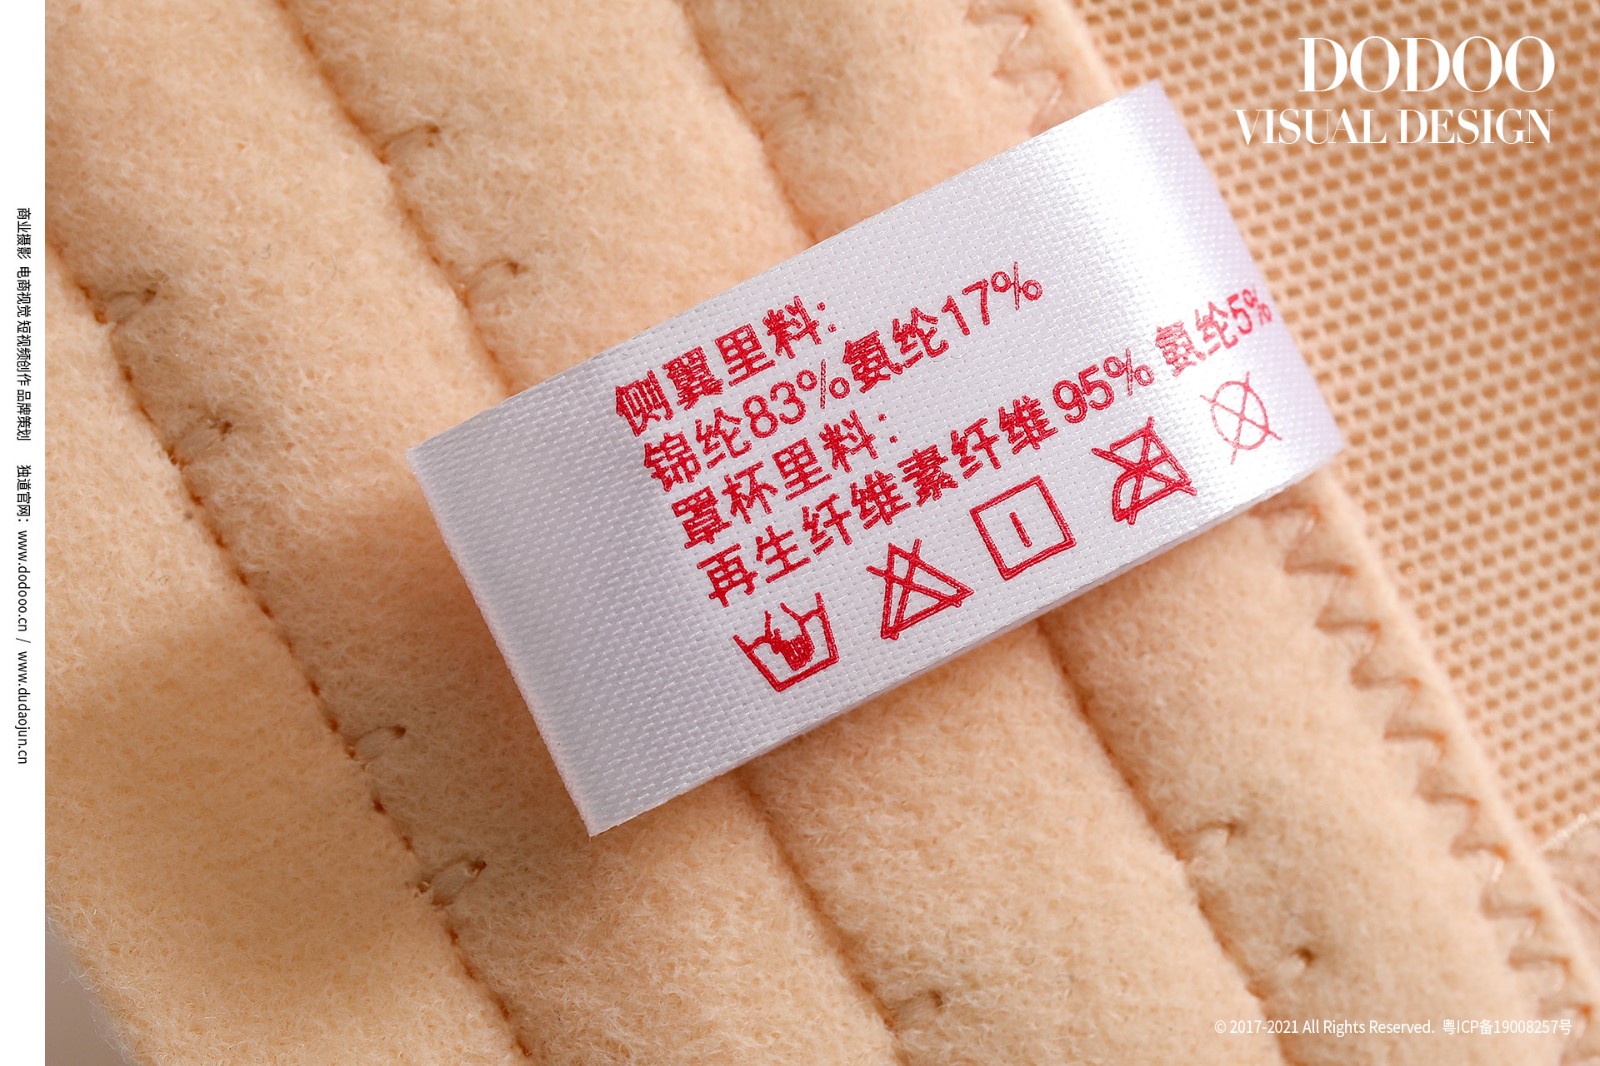 DODOO
VISUAL DESIGN
侧翼里料:
锦纶83%氨纶17%
罩杯里料:
再生纤维素纤维95% 氨纶5%
商业摄影 电商视觉 短视频创作 品牌策划 独道官网：www.dodooo.cn / www.dudaojun.cn
© 2017-2021 All Rights Reserved. 粤ICP备19008257号